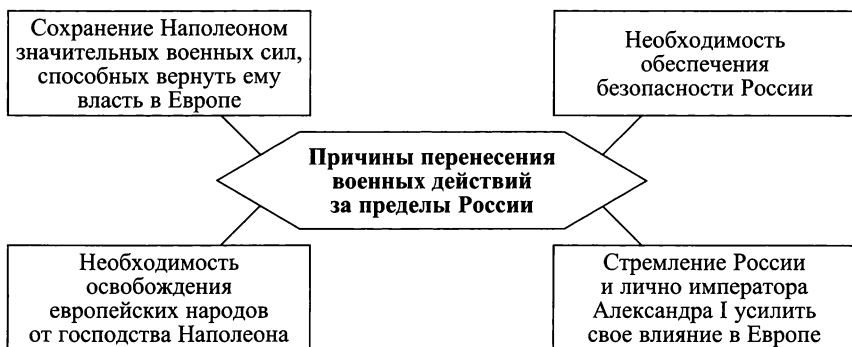 Сохранение Наполеоном
значительных военных сил,
способных вернуть ему
власть в Европе
Необходимость
обеспечения
безопасности России
Причины перенесения
военных действий
за пределы России
Необходимость
освобождения
европейских народов
от господства Наполеона
Стремление России
и лично императора
Александра I усилить
свое влияние в Европе